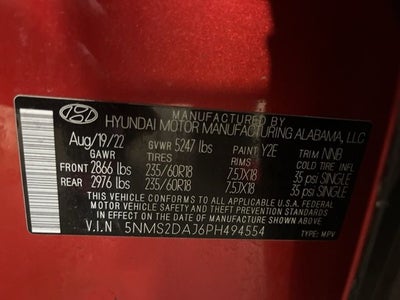 MANUFACTURED BY
HYUNDAI MOTOR MANUFACTURING ALABAMA, LLC
Aug/19/22 GVWR 5247 lbs PAINT Y2E TRIM NNB
GAWR TIRES RIMS COLD TIRE INFL
FRONT 2866 lbs 235/60R18 7.5JX18 35 psi SINGLE
REAR 2976 lbs 235/60R18 7.5JX18 35 psi SINGLE
THIS VEHICLE CONFORMS TO ALL APPLICABLE U.S. FEDERAL
MOTOR VEHICLE SAFETY AND THEFT PREVENTION STANDARDS
IN EFFECT ON THE DATE OF MANUFACTURE SHOWN ABOVE.
V.I.N 5NMS2DAJ6PH494554 TYPE: MPV